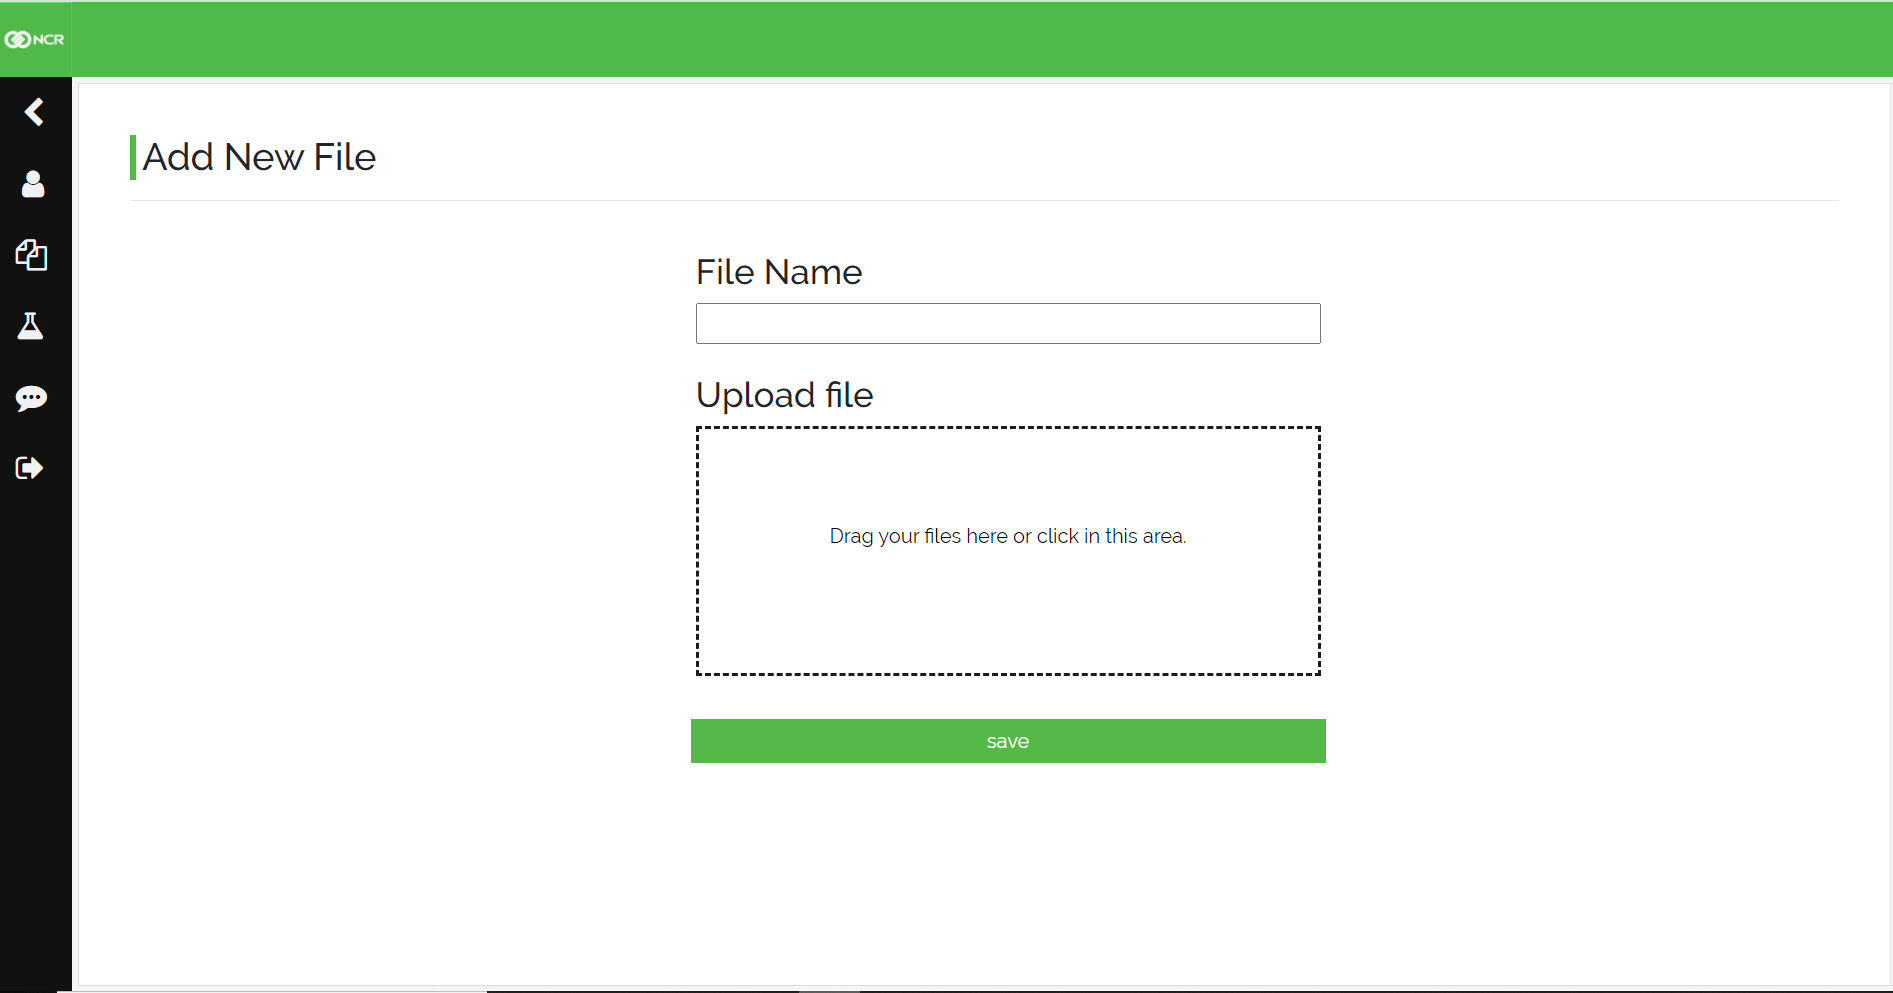 NCR
Add New File
File Name
Upload file
Drag your files here or click in this area.
save